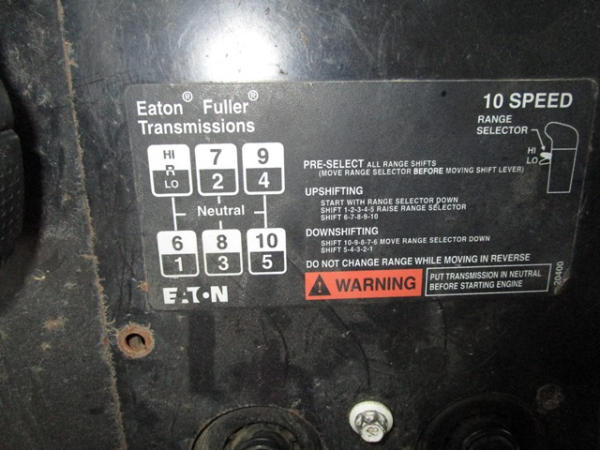 Eaton® Fuller®
Transmissions
10 SPEED
RANGE
SELECTOR
HI
LO
HI 7 9
R
LO 2 4
Neutral
6 8 10
1 3 5
EATON
PRE-SELECT ALL RANGE SHIFTS
(MOVE RANGE SELECTOR BEFORE MOVING SHIFT LEVER)
UPSHIFTING
START WITH RANGE SELECTOR DOWN
SHIFT 1-2-3-4-5 RAISE RANGE SELECTOR
SHIFT 6-7-8-9-10
DOWNSHIFTING
SHIFT 10-9-8-7-6 MOVE RANGE SELECTOR DOWN
SHIFT 5-4-3-2-1
DO NOT CHANGE RANGE WHILE MOVING IN REVERSE
WARNING
PUT TRANSMISSION IN NEUTRAL
BEFORE STARTING ENGINE
20400